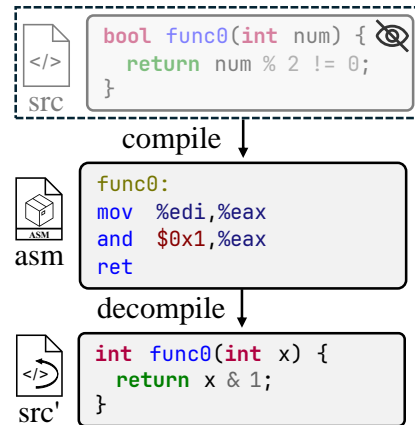 bool func0(int num) {
return num % 2 != 0;
}
</>
src
compile
func0:
mov %edi,%eax
and $0x1,%eax
ret
ASM
asm
decompile
int func0(int x) {
return x & 1;
}
</>
src'